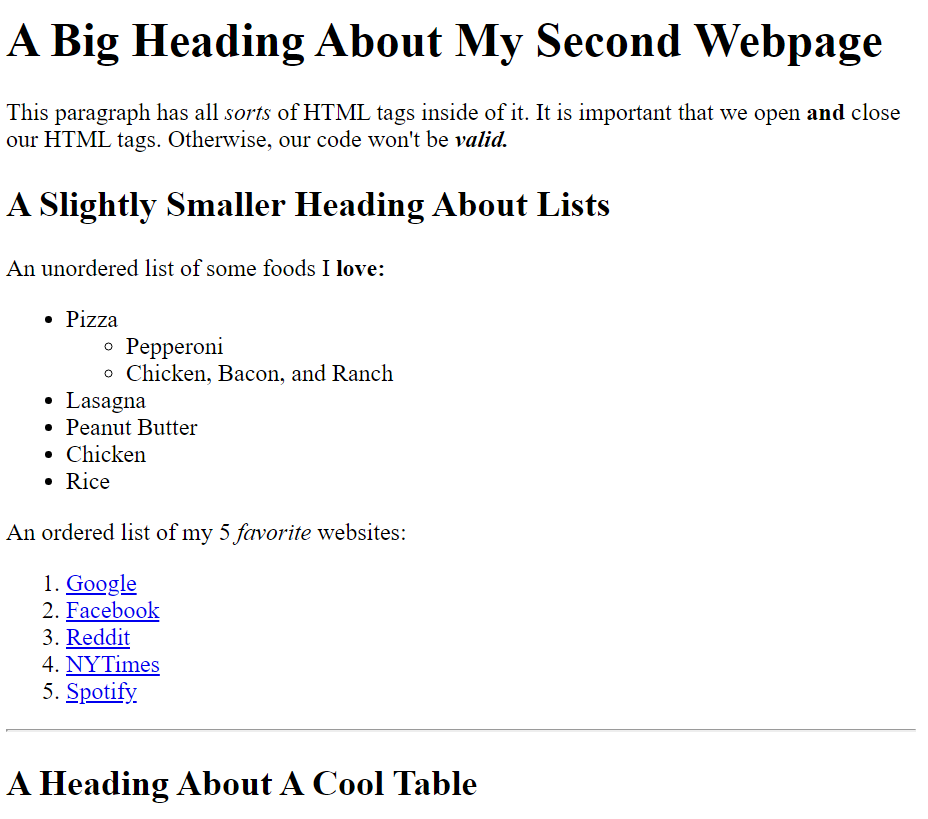 A Big Heading About My Second Webpage
This paragraph has all sorts of HTML tags inside of it. It is important that we open and close
our HTML tags. Otherwise, our code won't be valid.
A Slightly Smaller Heading About Lists
An unordered list of some foods I love:
Pizza
Pepperoni
Chicken, Bacon, and Ranch
Lasagna
Peanut Butter
Chicken
Rice
An ordered list of my 5 favorite websites:
1. Google
2. Facebook
3. Reddit
4. NYTimes
5. Spotify
A Heading About A Cool Table